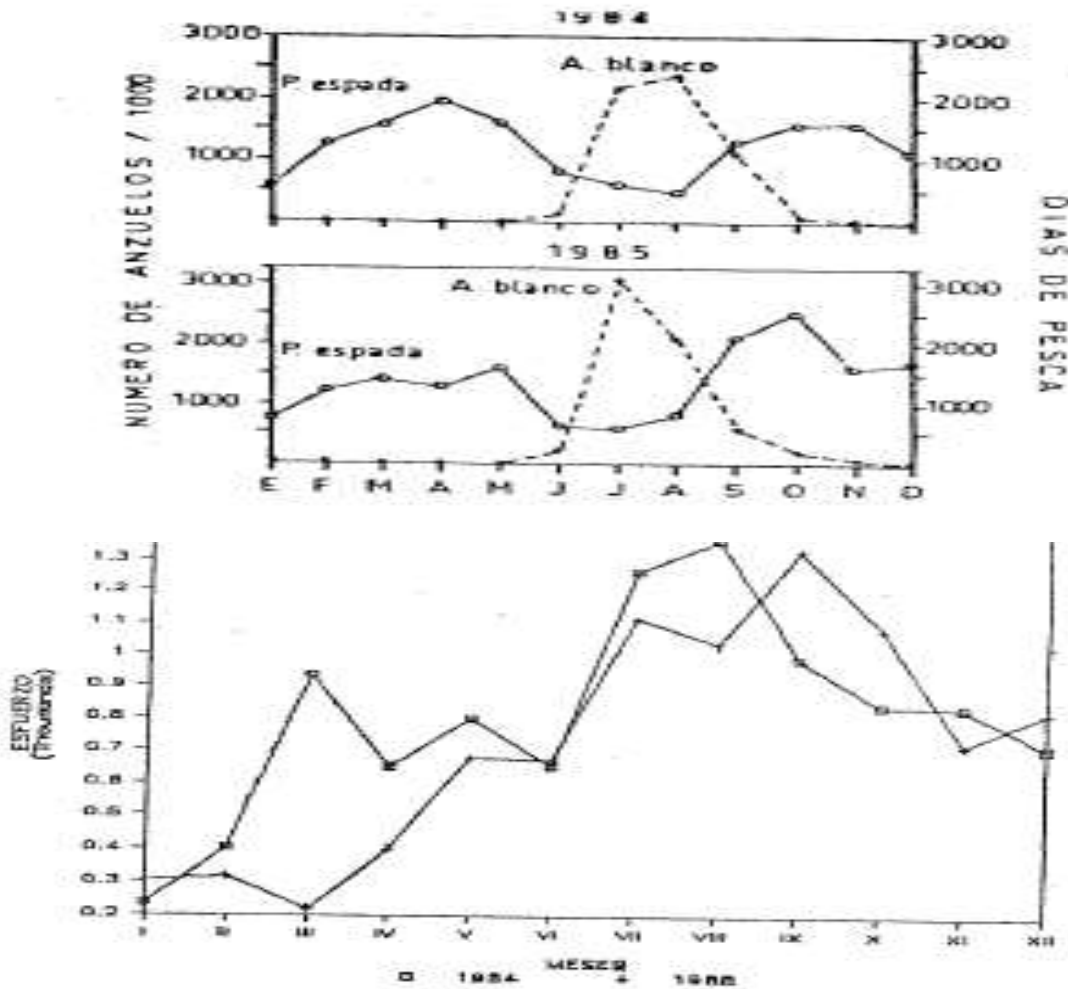 1984
3000
2000
1000
P. espada
A. blanco
3000
2000
1000
NUMERO DE ANZUELOS / 1000
DIAS DE PESCA
1985
3000
2000
1000
A. blanco
P. espada
3000
2000
1000
E F M A M J J A S O N D
1.3
1.2
1.1
1
0.9
0.8
0.7
0.6
0.5
0.4
0.3
0.2
ESFUERZO
I II III IV V VI VII VIII IX X XI XII
MESES
1984